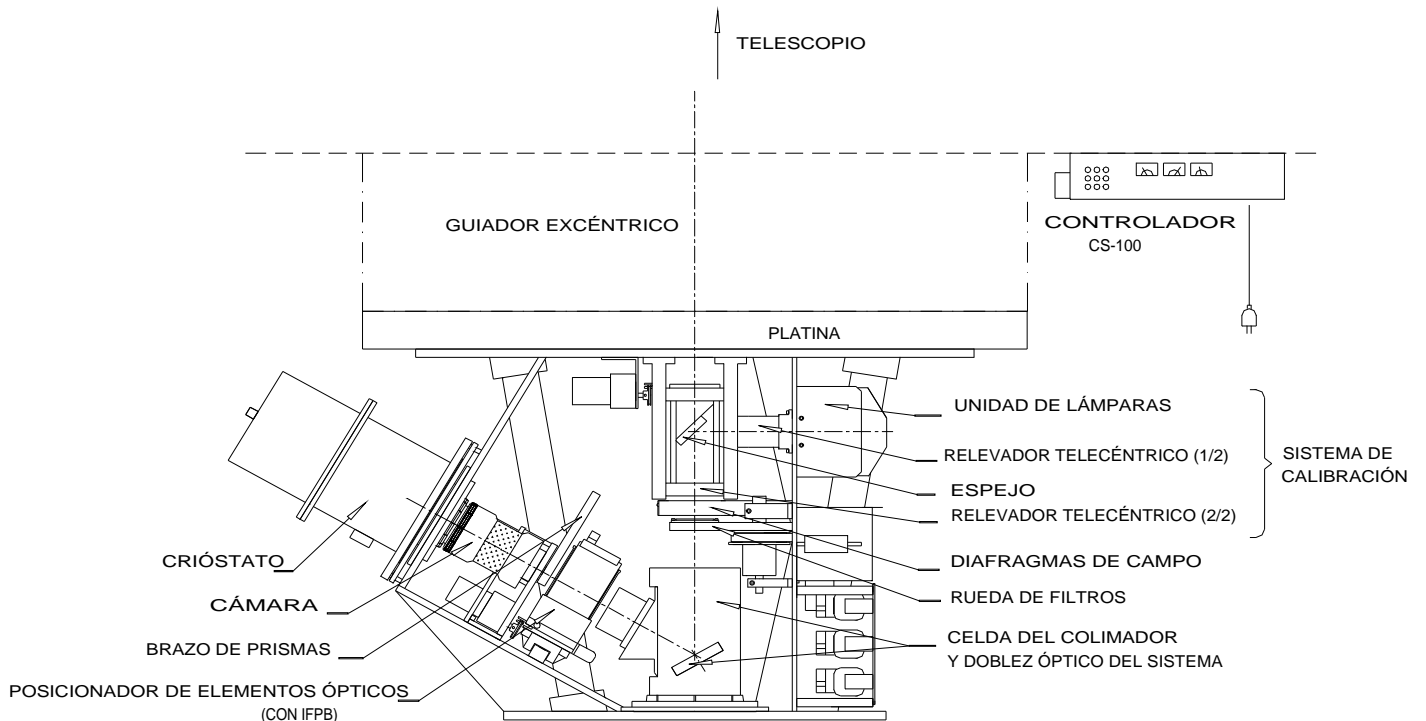 TELESCOPIO
GUIADOR EXCÉNTRICO
CONTROLADOR
CS-100
PLATINA
UNIDAD DE LÁMPARAS
RELEVADOR TELECÉNTRICO (1/2)
ESPEJO
RELEVADOR TELECÉNTRICO (2/2)
SISTEMA DE
CALIBRACIÓN
DIAFRAGMAS DE CAMPO
RUEDA DE FILTROS
CELDA DEL COLIMADOR
Y DOBLEZ ÓPTICO DEL SISTEMA
CRIÓSTATO
CÁMARA
BRAZO DE PRISMAS
POSICIONADOR DE ELEMENTOS ÓPTICOS
(CON IFPB)